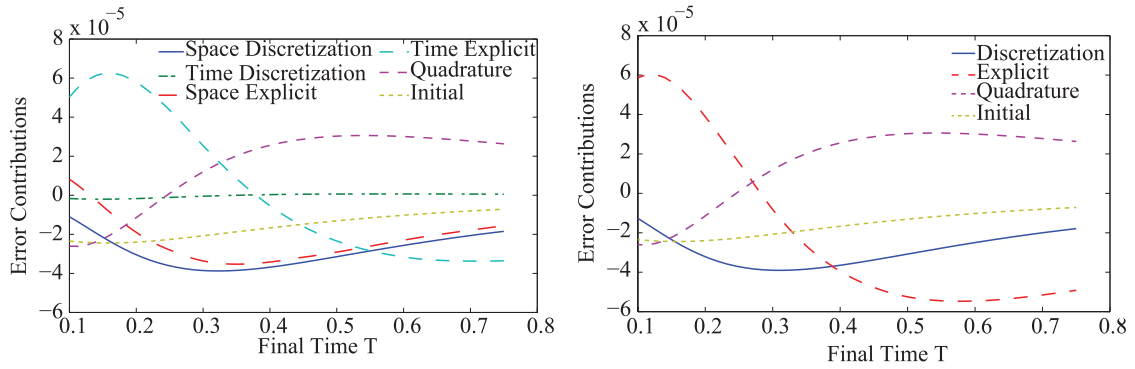 x 10⁻⁵
8
6
4
2
0
−2
−4
−6
Error Contributions
Space Discretization
Time Discretization
Space Explicit
Time Explicit
Quadrature
Initial
0.1 0.2 0.3 0.4 0.5 0.6 0.7 0.8
Final Time T
x 10⁻⁵
8
6
4
2
0
−2
−4
−6
Error Contributions
Discretization
Explicit
Quadrature
Initial
0.1 0.2 0.3 0.4 0.5 0.6 0.7 0.8
Final Time T